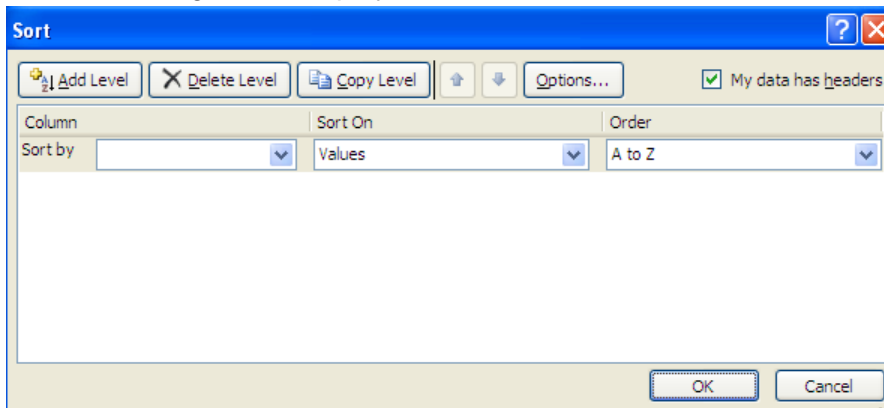 Sort
Add Level Delete Level Copy Level Options... My data has headers
Column Sort On Order
Sort by Values A to Z
OK Cancel